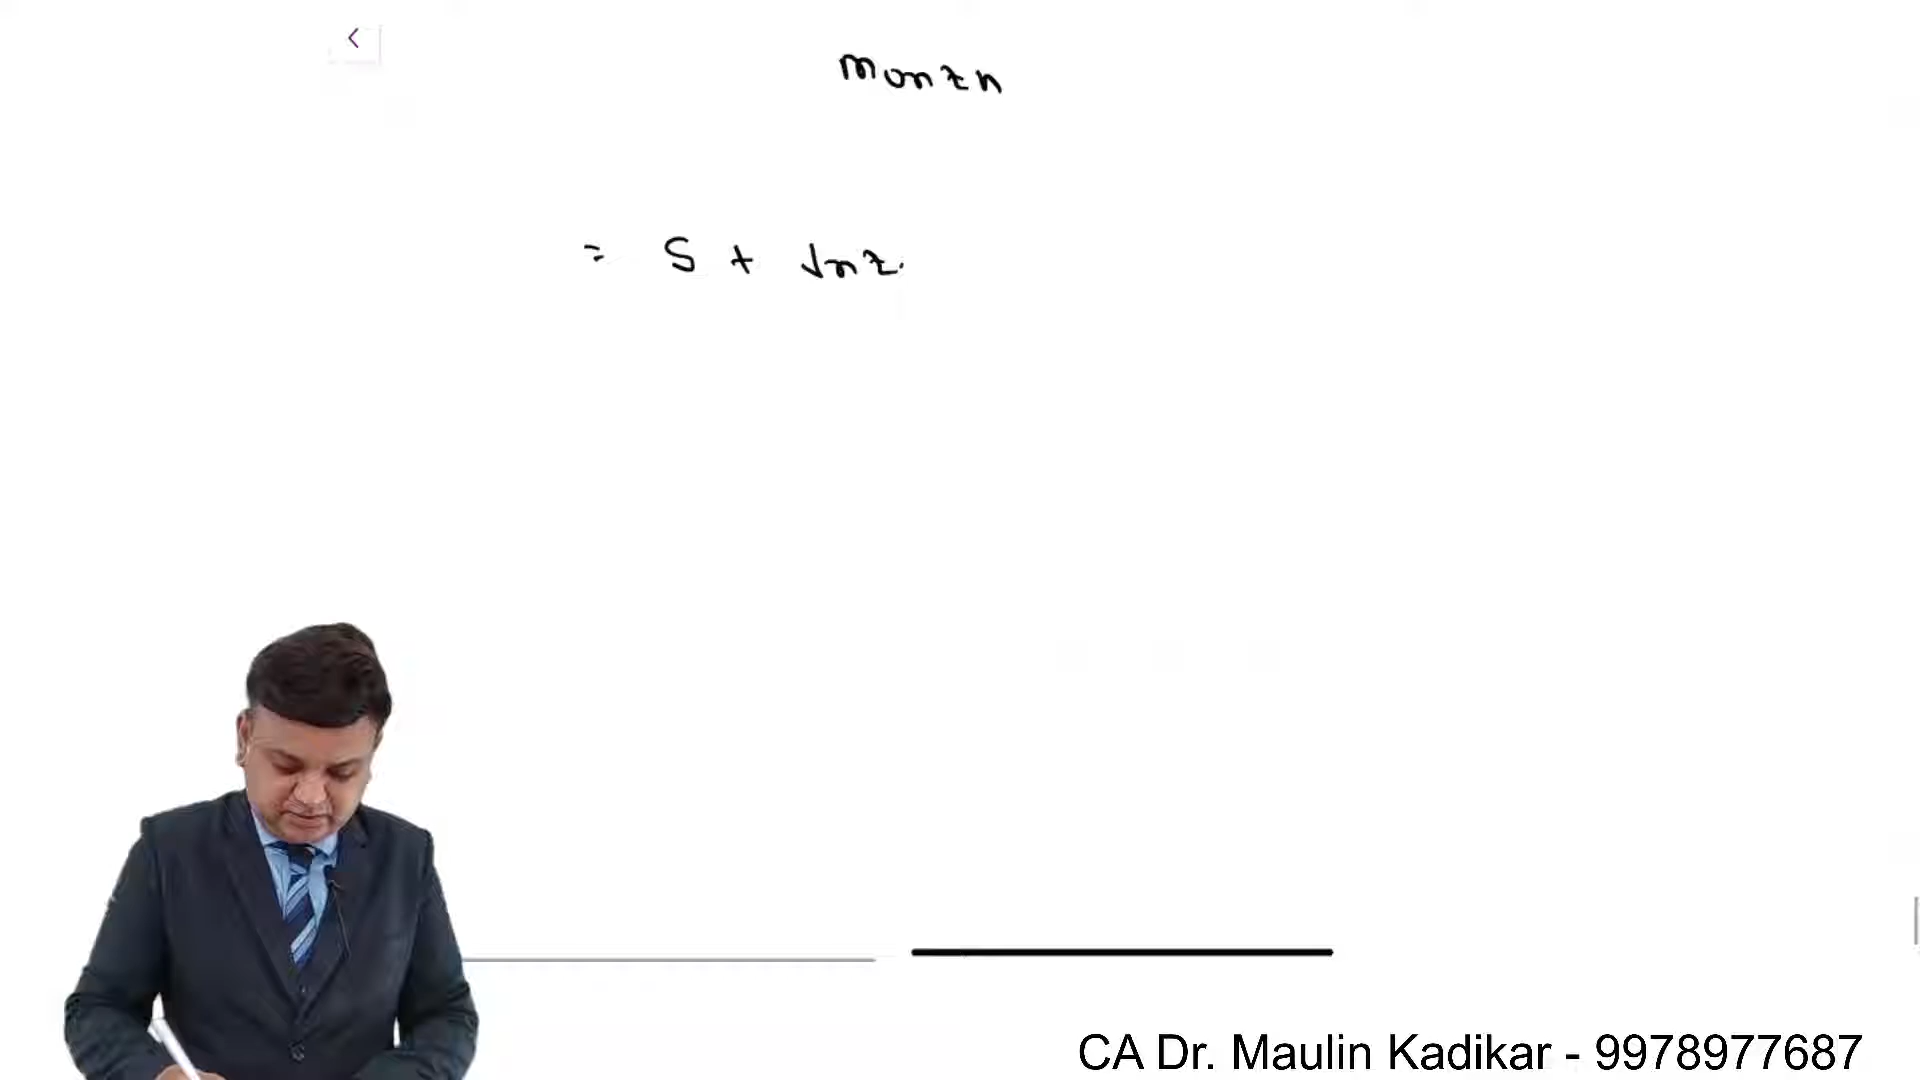 month
= S + Int.
CA Dr. Maulin Kadikar - 9978977687